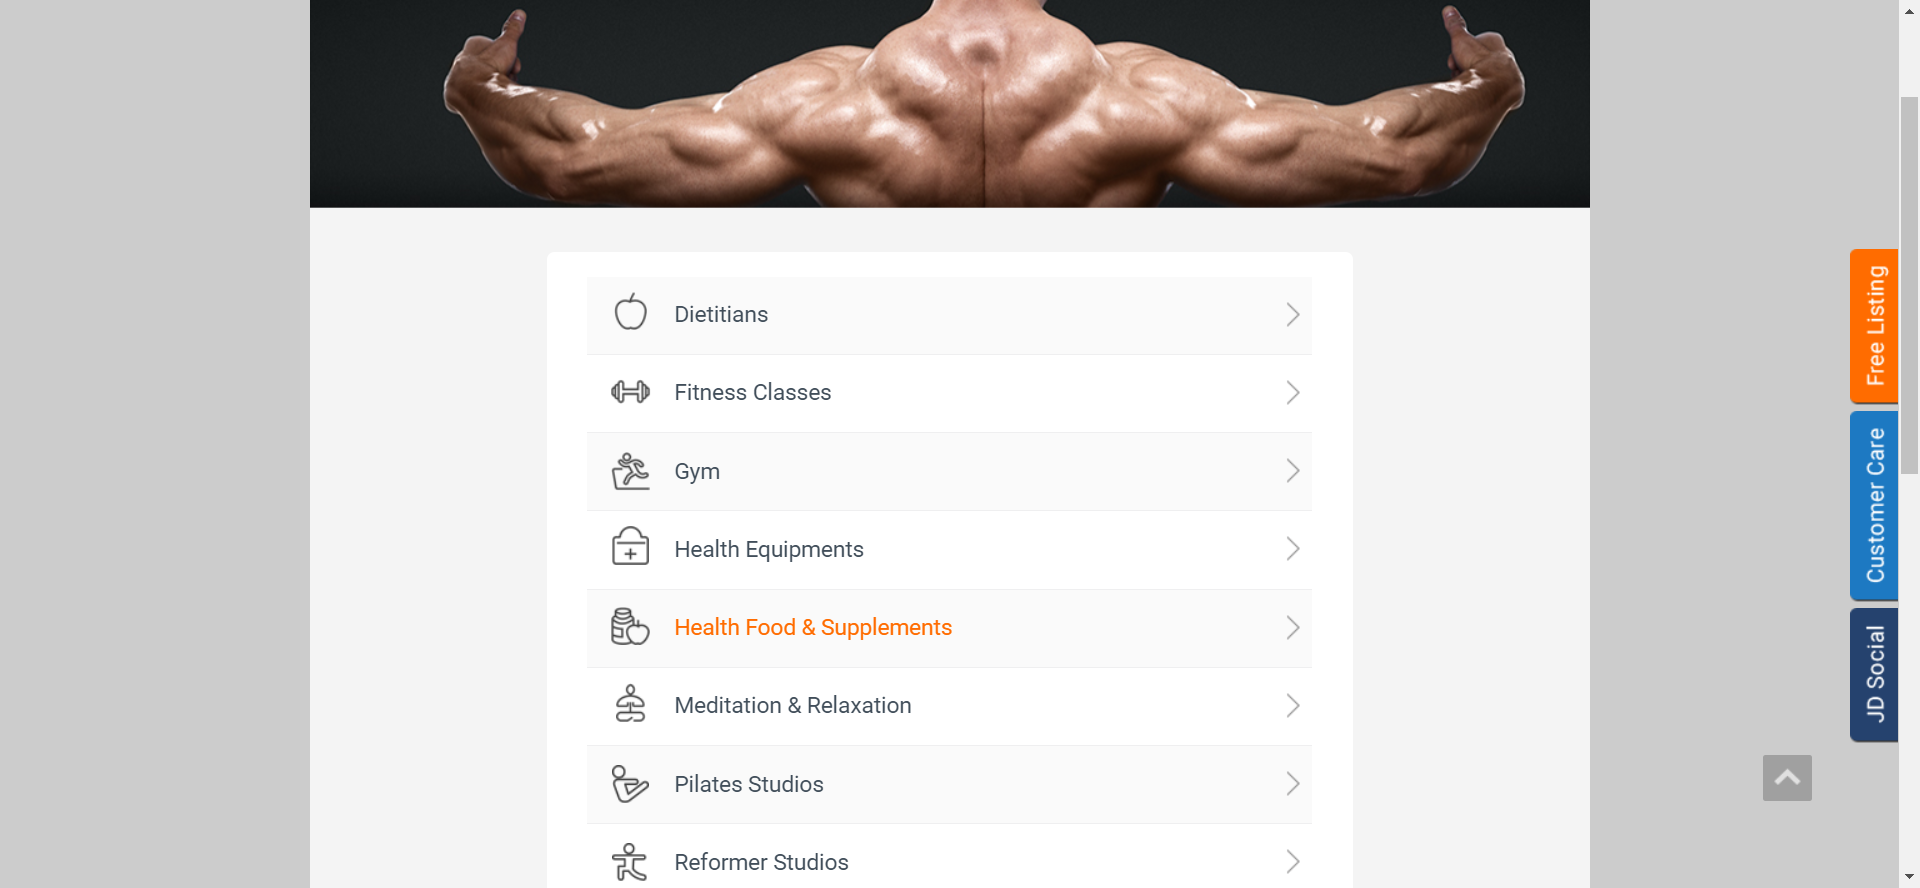 Dietitians
Fitness Classes
Gym
Health Equipments
Health Food & Supplements
Meditation & Relaxation
Pilates Studios
Reformer Studios
Free Listing
Customer Care
JD Social